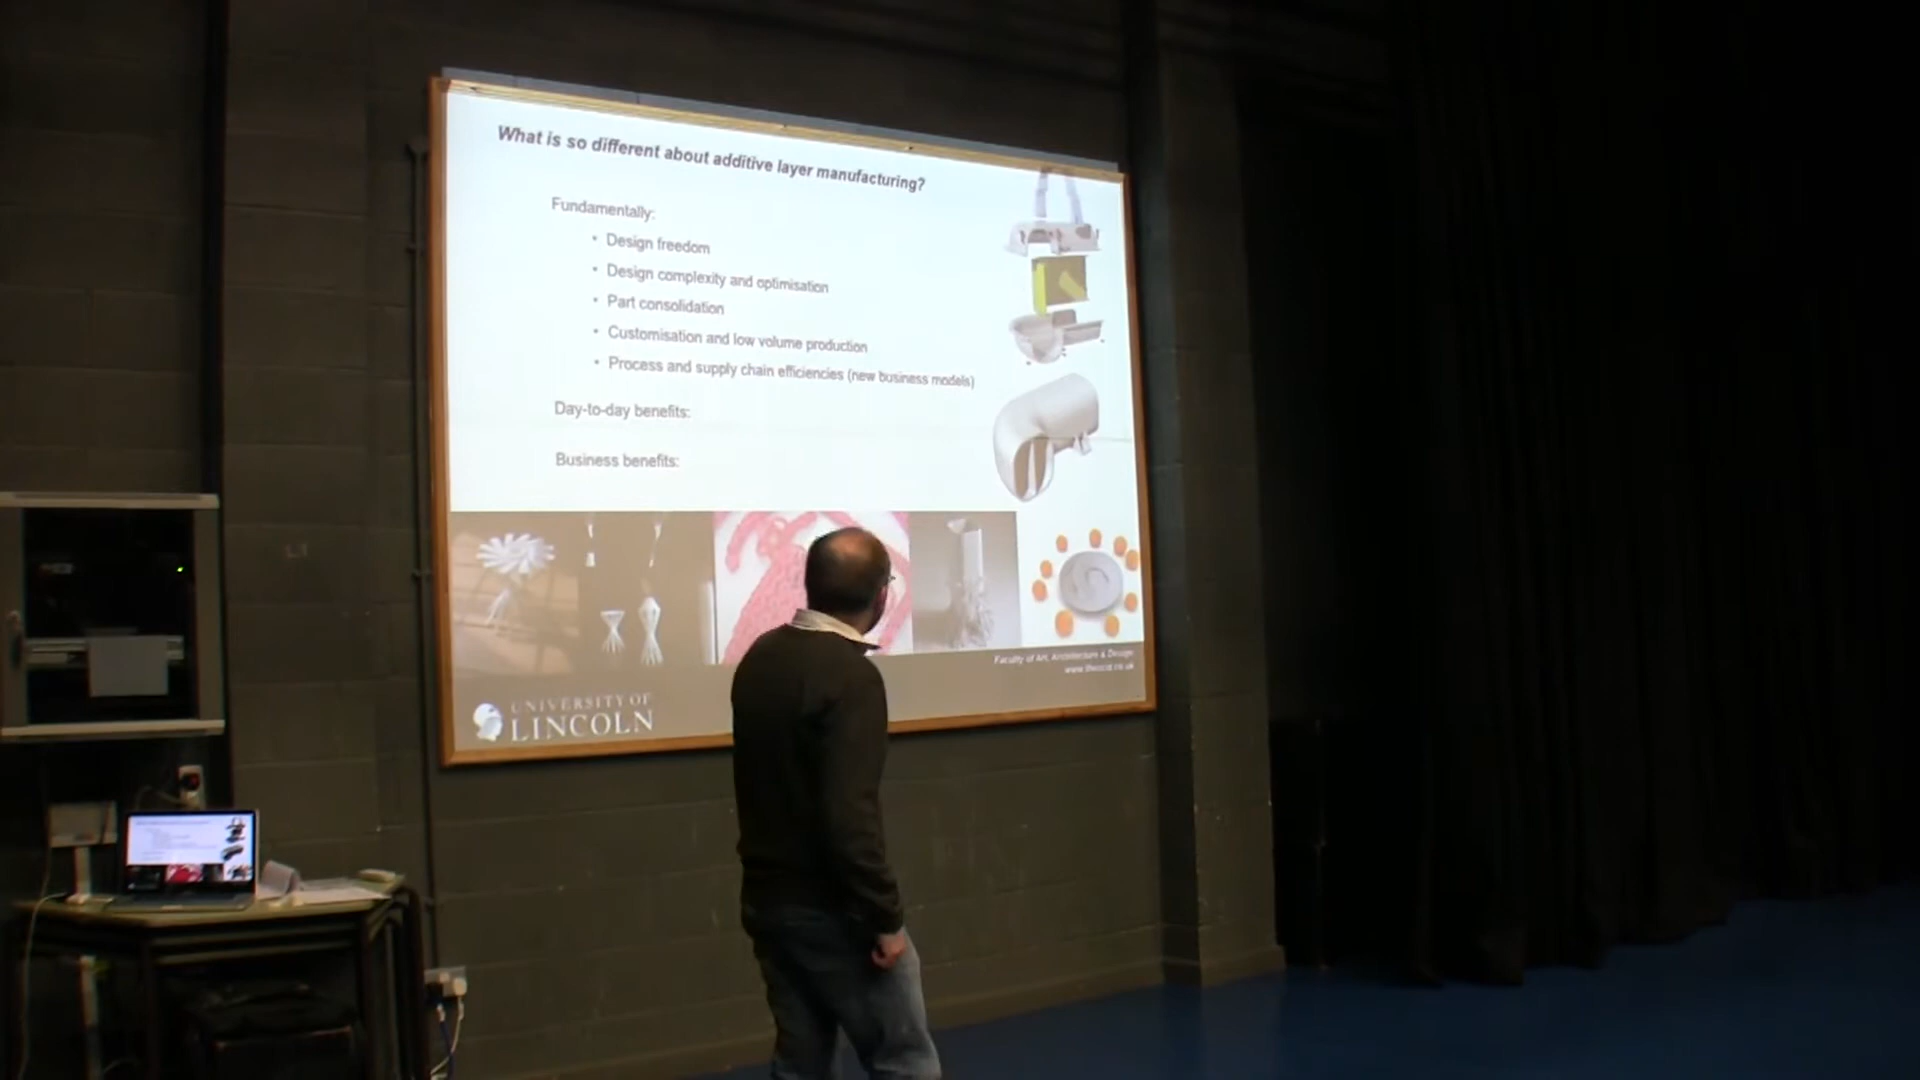 What is so different about additive layer manufacturing?
Fundamentally:
• Design freedom
• Design complexity and optimisation
• Part consolidation
• Customisation and low volume production
• Process and supply chain efficiencies (new business models)
Day-to-day benefits:
Business benefits:
Faculty of Art, Architecture & Design
UNIVERSITY OF
LINCOLN